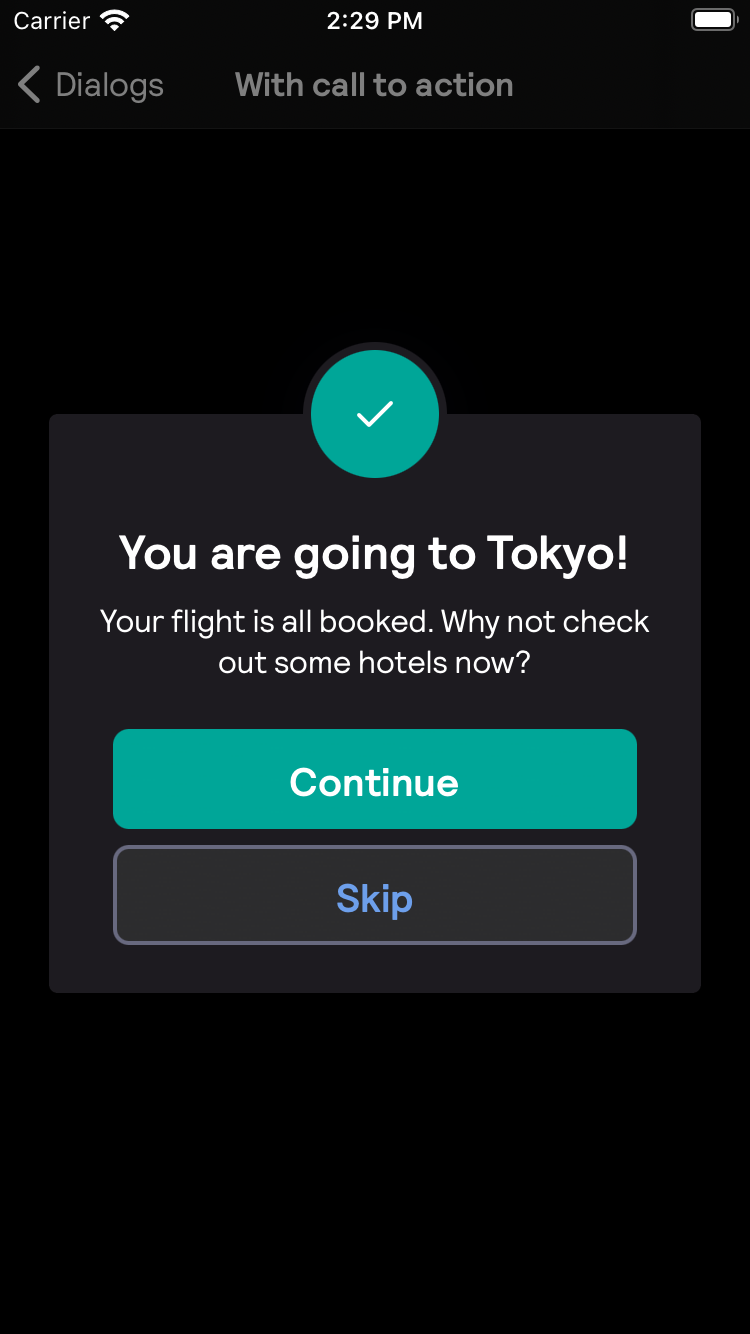 Carrier 2:29 PM
Dialogs With call to action
You are going to Tokyo!
Your flight is all booked. Why not check
out some hotels now?
Continue
Skip